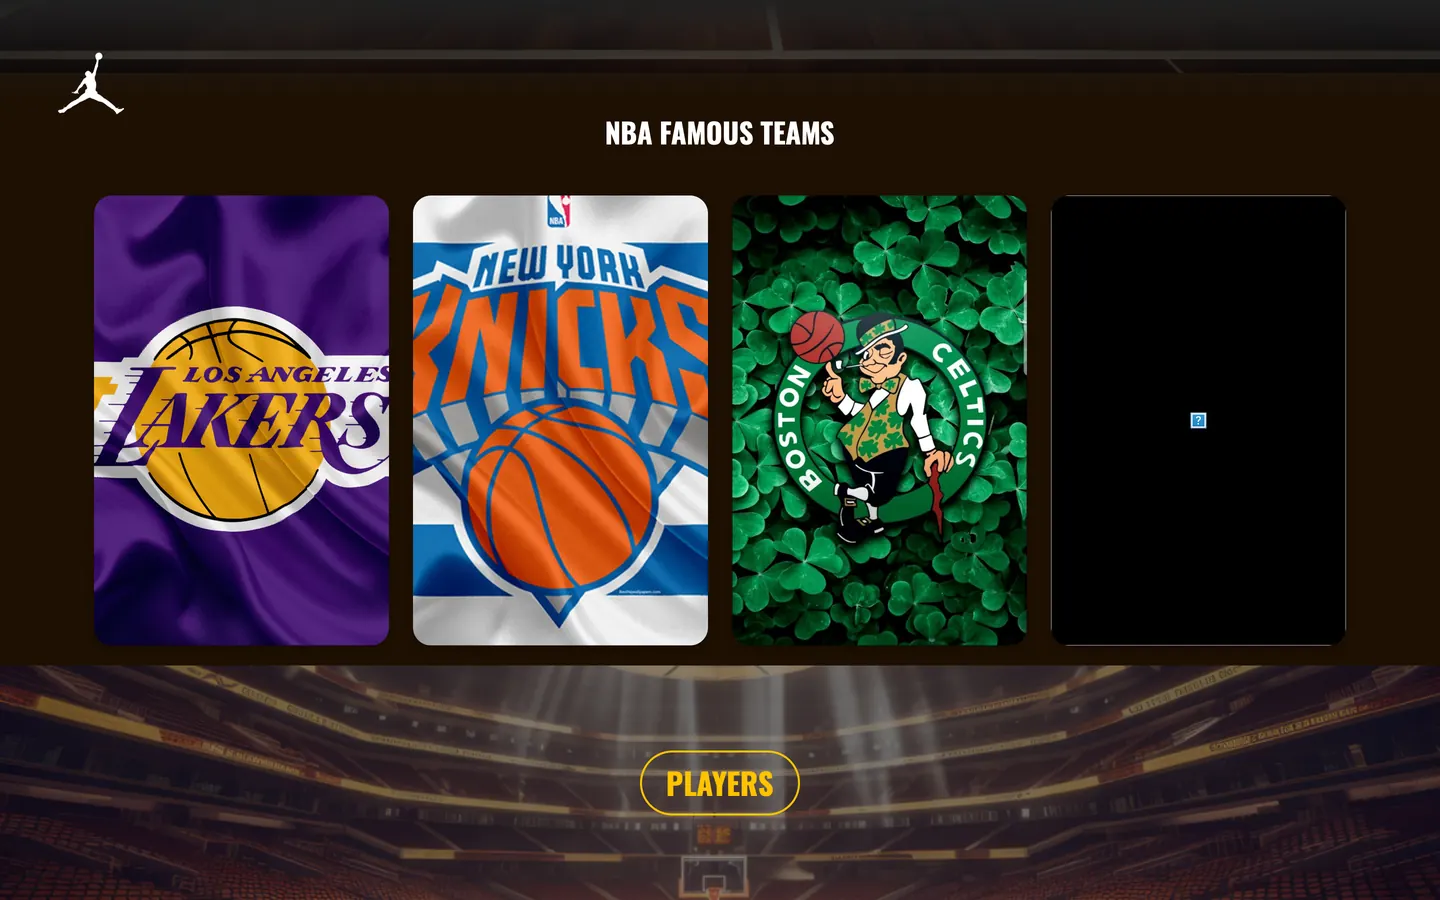 NBA FAMOUS TEAMS
LOS ANGELES
LAKERS
NBA
NEW YORK
KNICKS
BOSTON CELTICS
?
PLAYERS